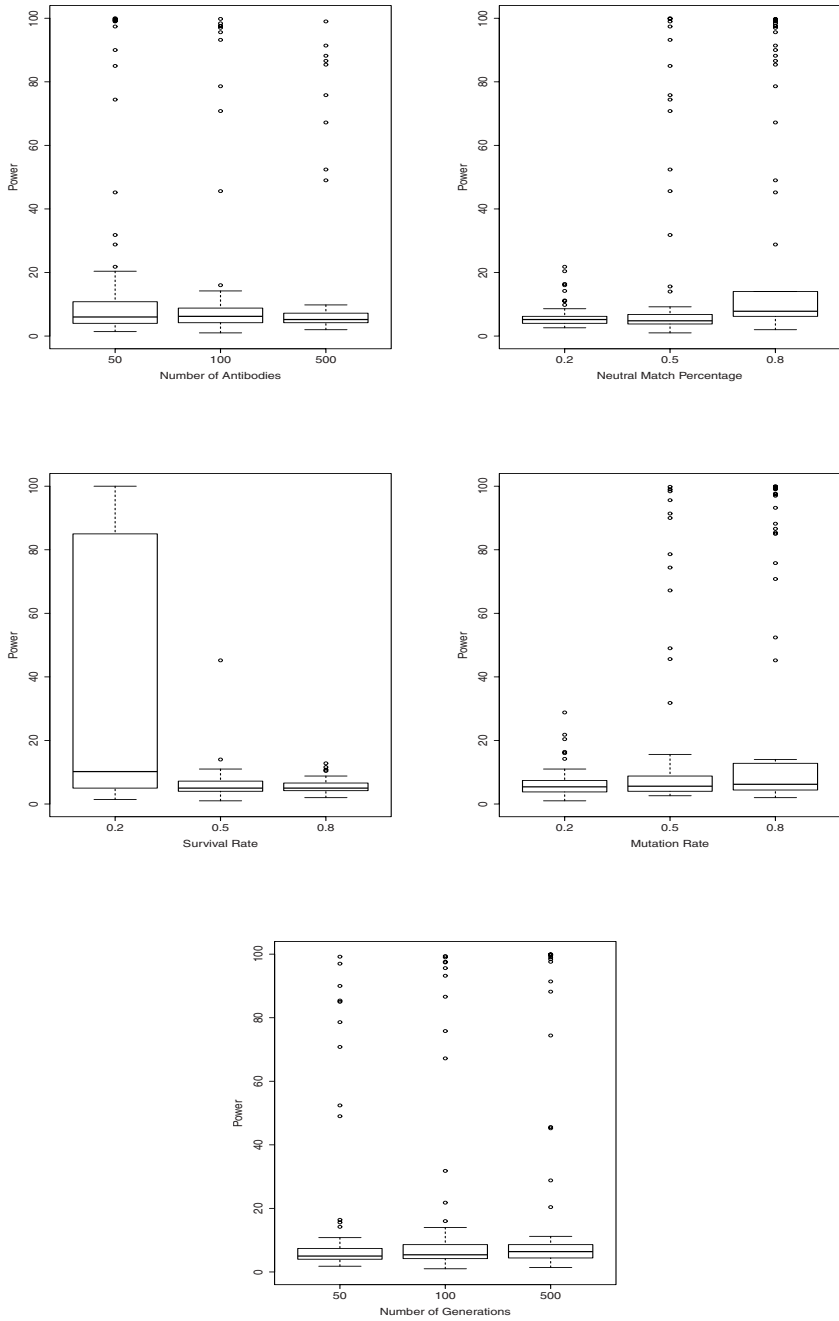 100
80
60
40
20
0
Power
50 100 500
Number of Antibodies
100
80
60
40
20
0
Power
0.2 0.5 0.8
Neutral Match Percentage
100
80
60
40
20
0
Power
0.2 0.5 0.8
Survival Rate
100
80
60
40
20
0
Power
0.2 0.5 0.8
Mutation Rate
100
80
60
40
20
0
Power
50 100 500
Number of Generations